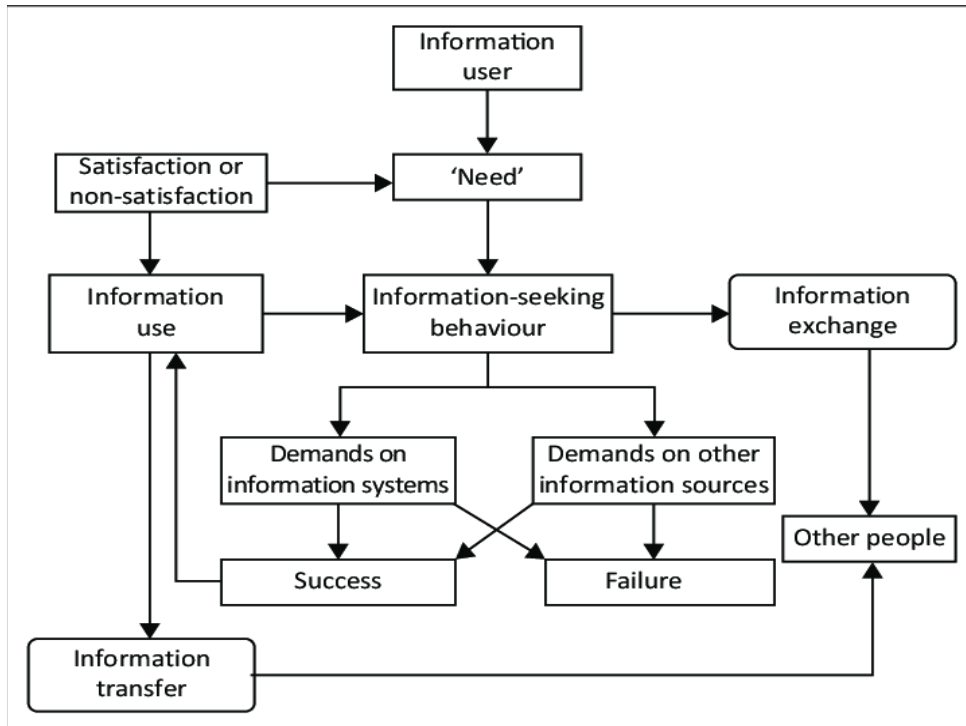 Information
user
Satisfaction or
non-satisfaction
‘Need’
Information
use
Information-seeking
behaviour
Information
exchange
Demands on
information systems
Demands on other
information sources
Other people
Success
Failure
Information
transfer